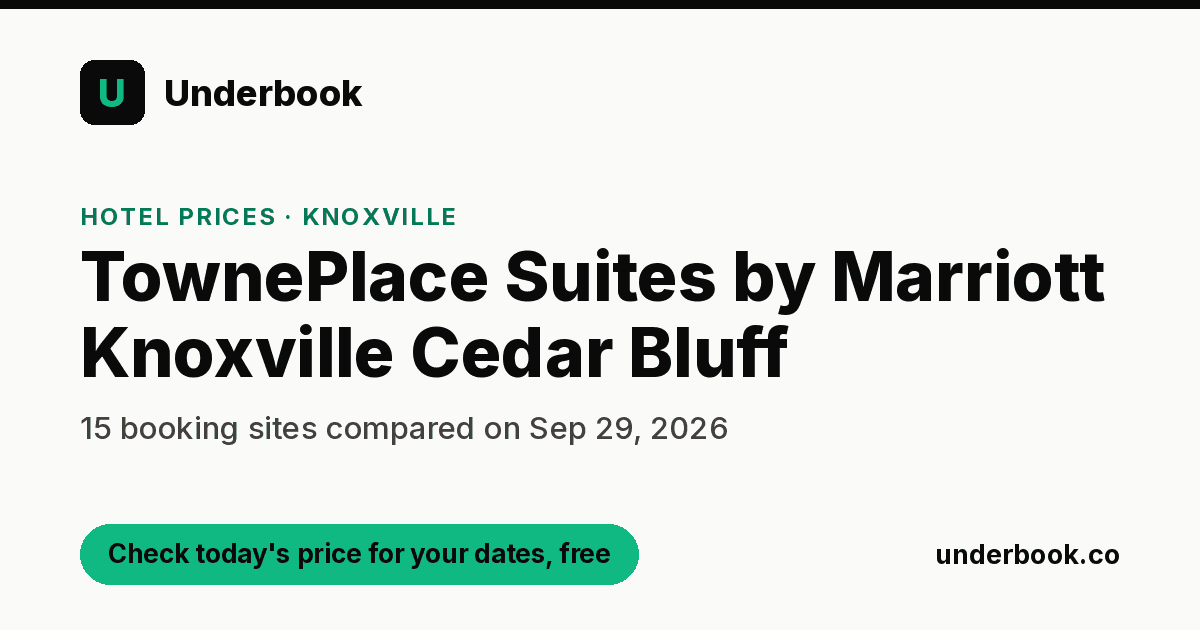 U Underbook
HOTEL PRICES · KNOXVILLE
TownePlace Suites by Marriott
Knoxville Cedar Bluff
15 booking sites compared on Sep 29, 2026
Check today's price for your dates, free
underbook.co